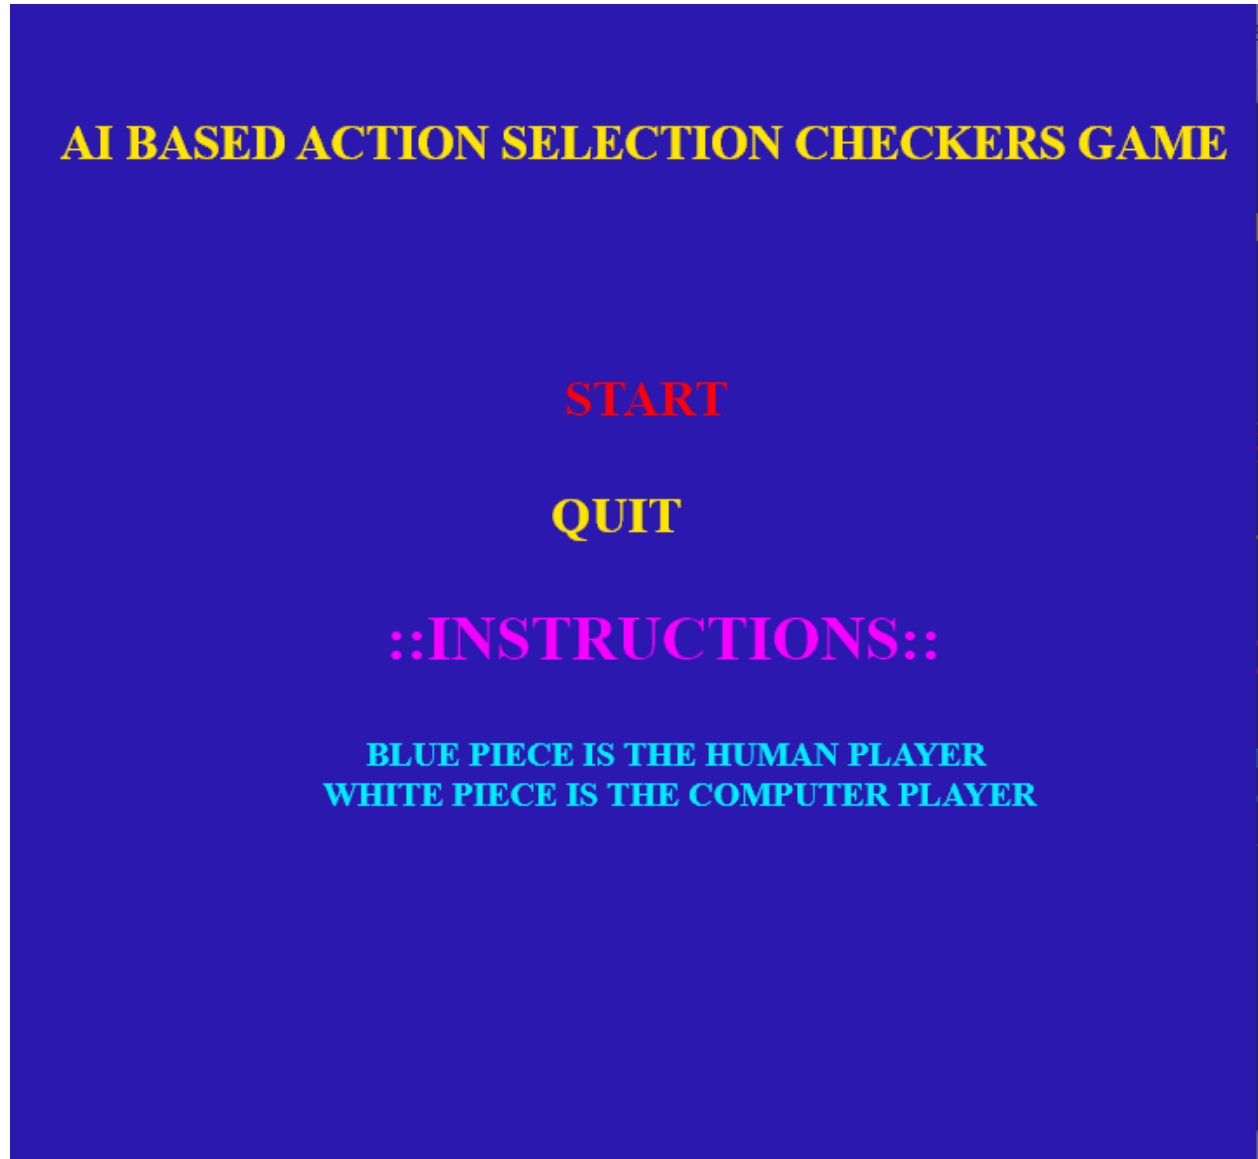 AI BASED ACTION SELECTION CHECKERS GAME
START
QUIT
::INSTRUCTIONS::
BLUE PIECE IS THE HUMAN PLAYER
WHITE PIECE IS THE COMPUTER PLAYER